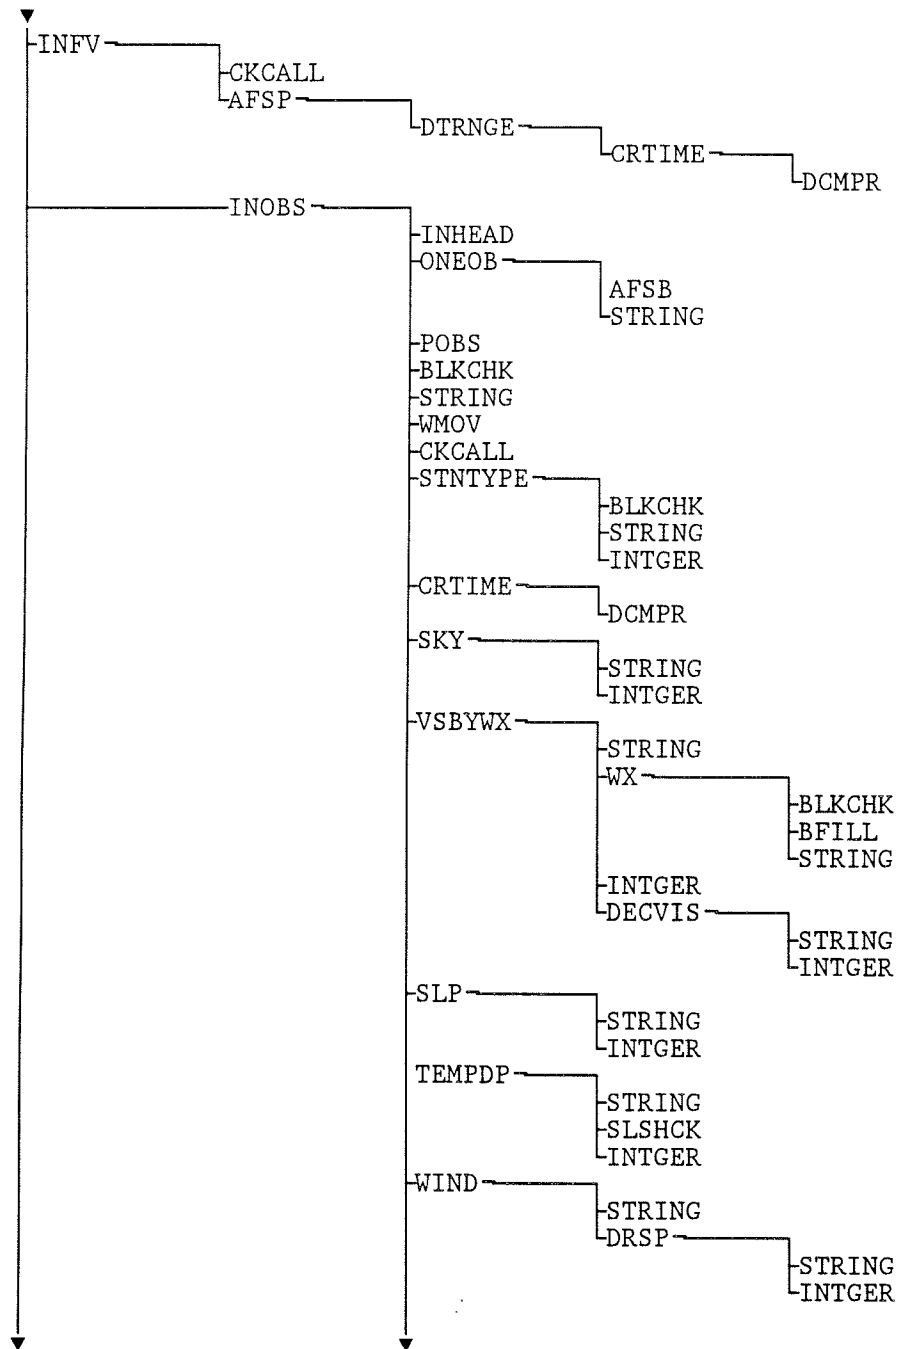 INFV
CKCALL
AFSP
DTRNGE
CRTIME
DCMPR
INOBS
INHEAD
ONEOB
AFSB
STRING
POBS
BLKCHK
STRING
WMOV
CKCALL
STNTYPE
BLKCHK
STRING
INTGER
CRTIME
DCMPR
SKY
STRING
INTGER
VSBYWX
STRING
WX
BLKCHK
BFILL
STRING
INTGER
DECVIS
STRING
INTGER
SLP
STRING
INTGER
TEMPDP
STRING
SLSHCK
INTGER
WIND
STRING
DRSP
STRING
INTGER